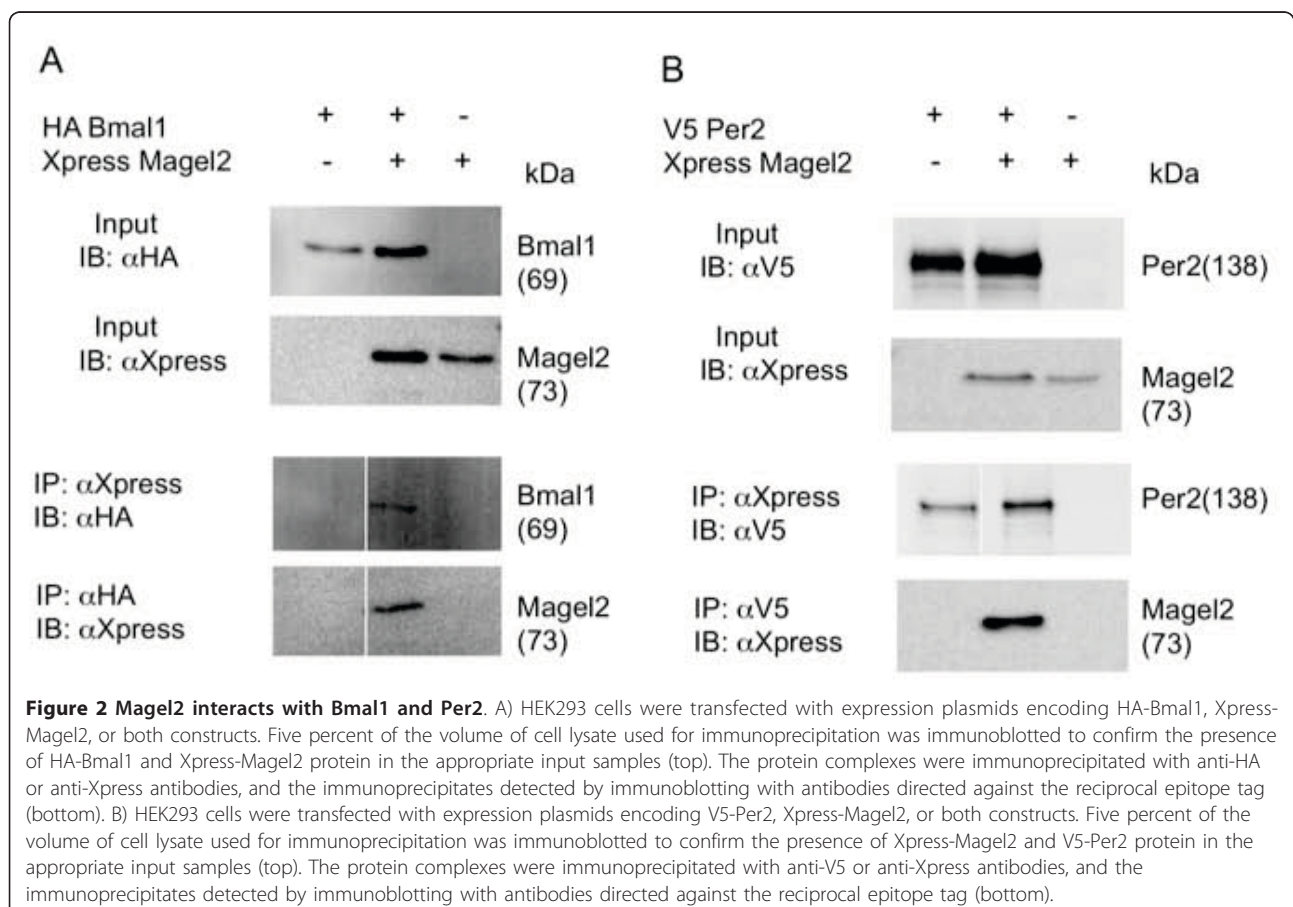 A
HA Bmal1 + + -
Xpress Magel2 - + + kDa
Input
IB: αHA
Bmal1
(69)
Input
IB: αXpress
Magel2
(73)
IP: αXpress
IB: αHA
Bmal1
(69)
IP: αHA
IB: αXpress
Magel2
(73)
B
V5 Per2 + + -
Xpress Magel2 - + + kDa
Input
IB: αV5
Per2(138)
Input
IB: αXpress
Magel2
(73)
IP: αXpress
IB: αV5
Per2(138)
IP: αV5
IB: αXpress
Magel2
(73)
Figure 2 Magel2 interacts with Bmal1 and Per2. A) HEK293 cells were transfected with expression plasmids encoding HA-Bmal1, Xpress-
Magel2, or both constructs. Five percent of the volume of cell lysate used for immunoprecipitation was immunoblotted to confirm the presence
of HA-Bmal1 and Xpress-Magel2 protein in the appropriate input samples (top). The protein complexes were immunoprecipitated with anti-HA
or anti-Xpress antibodies, and the immunoprecipitates detected by immunoblotting with antibodies directed against the reciprocal epitope tag
(bottom). B) HEK293 cells were transfected with expression plasmids encoding V5-Per2, Xpress-Magel2, or both constructs. Five percent of the
volume of cell lysate used for immunoprecipitation was immunoblotted to confirm the presence of Xpress-Magel2 and V5-Per2 protein in the
appropriate input samples (top). The protein complexes were immunoprecipitated with anti-V5 or anti-Xpress antibodies, and the
immunoprecipitates detected by immunoblotting with antibodies directed against the reciprocal epitope tag (bottom).